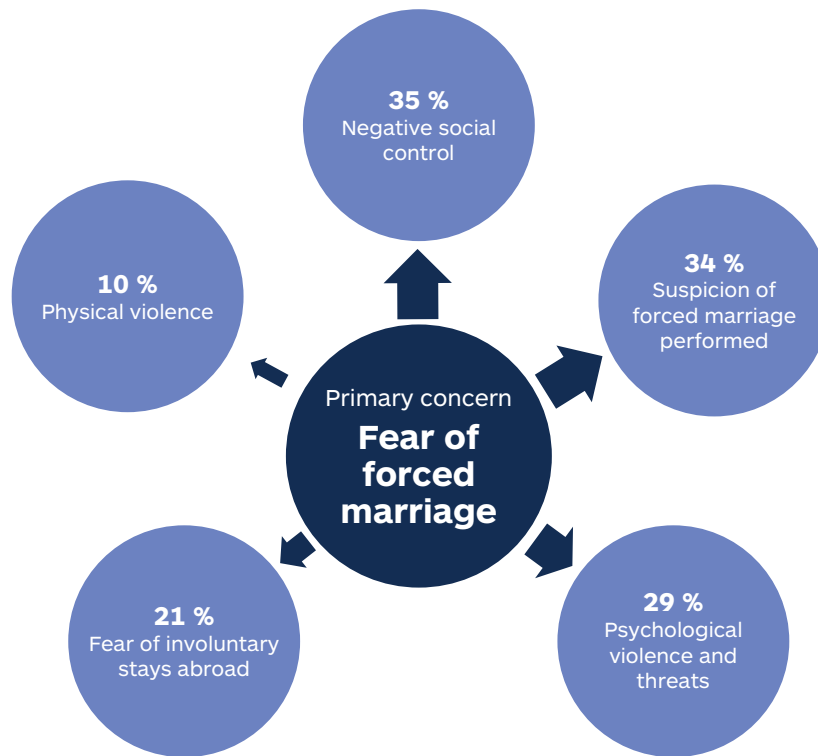 35 %
Negative social
control
10 %
Physical violence
34 %
Suspicion of
forced marriage
performed
Primary concern
Fear of
forced
marriage
21 %
Fear of involuntary
stays abroad
29 %
Psychological
violence and
threats